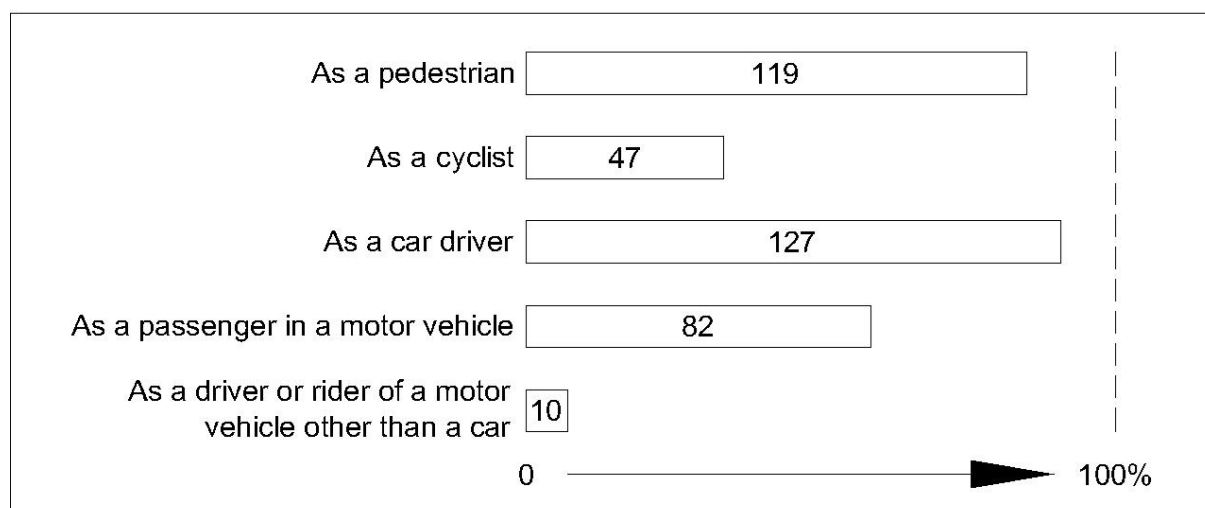 As a pedestrian 119
As a cyclist 47
As a car driver 127
As a passenger in a motor vehicle 82
As a driver or rider of a motor
vehicle other than a car 10
0 100%